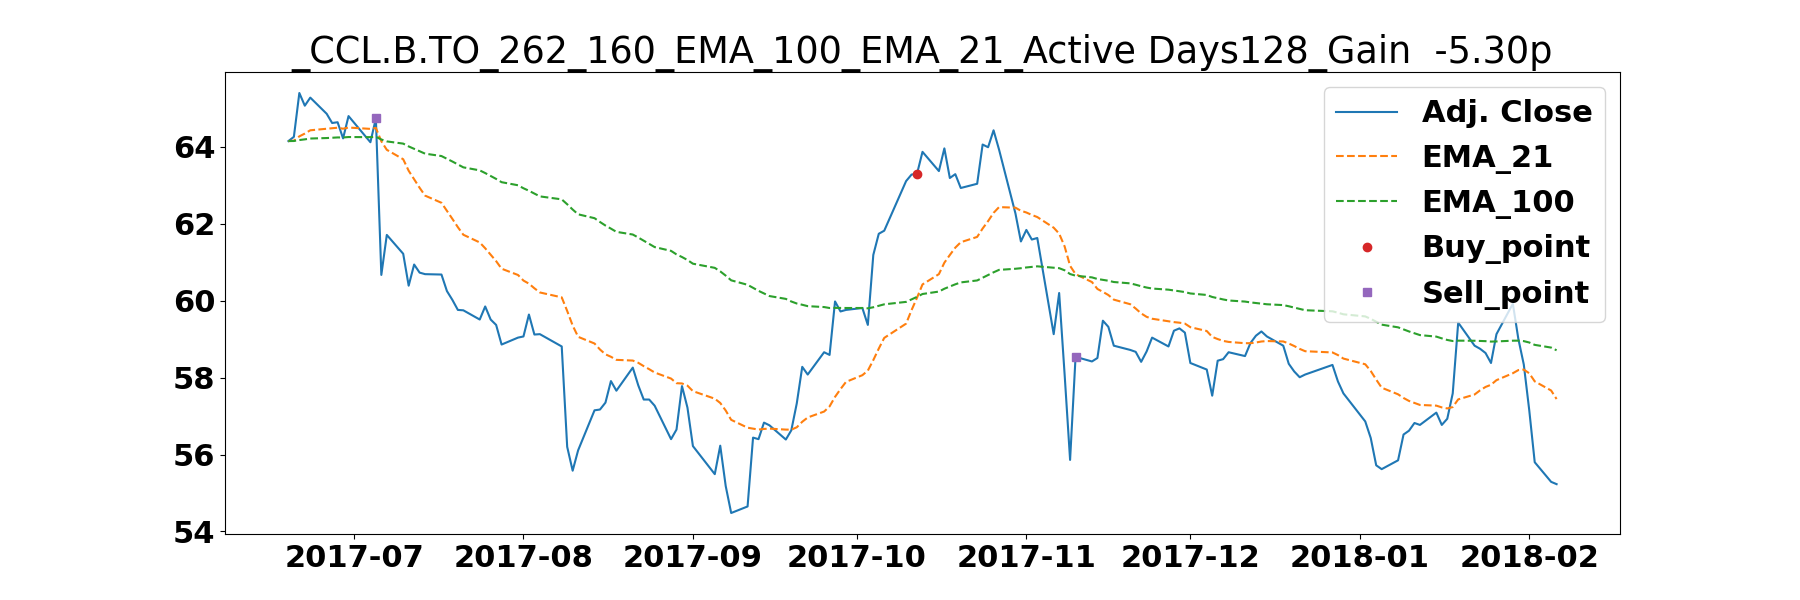 _CCL.B.TO_262_160_EMA_100_EMA_21_Active Days128_Gain  -5.30p
Adj. Close
EMA_21
EMA_100
Buy_point
Sell_point
64
62
60
58
56
54
2017-07 2017-08 2017-09 2017-10 2017-11 2017-12 2018-01 2018-02